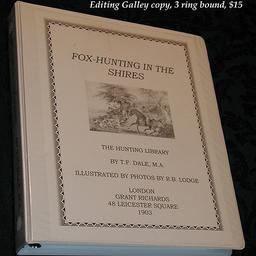 Editing Galley copy, 3 ring bound, $15
FOX-HUNTING IN THE
SHIRES
THE HUNTING LIBRARY
BY T.F. DALE, M.A.
ILLUSTRATED BY PHOTOS BY R.B. LODGE
LONDON
GRANT RICHARDS
48 LEICESTER SQUARE
1903